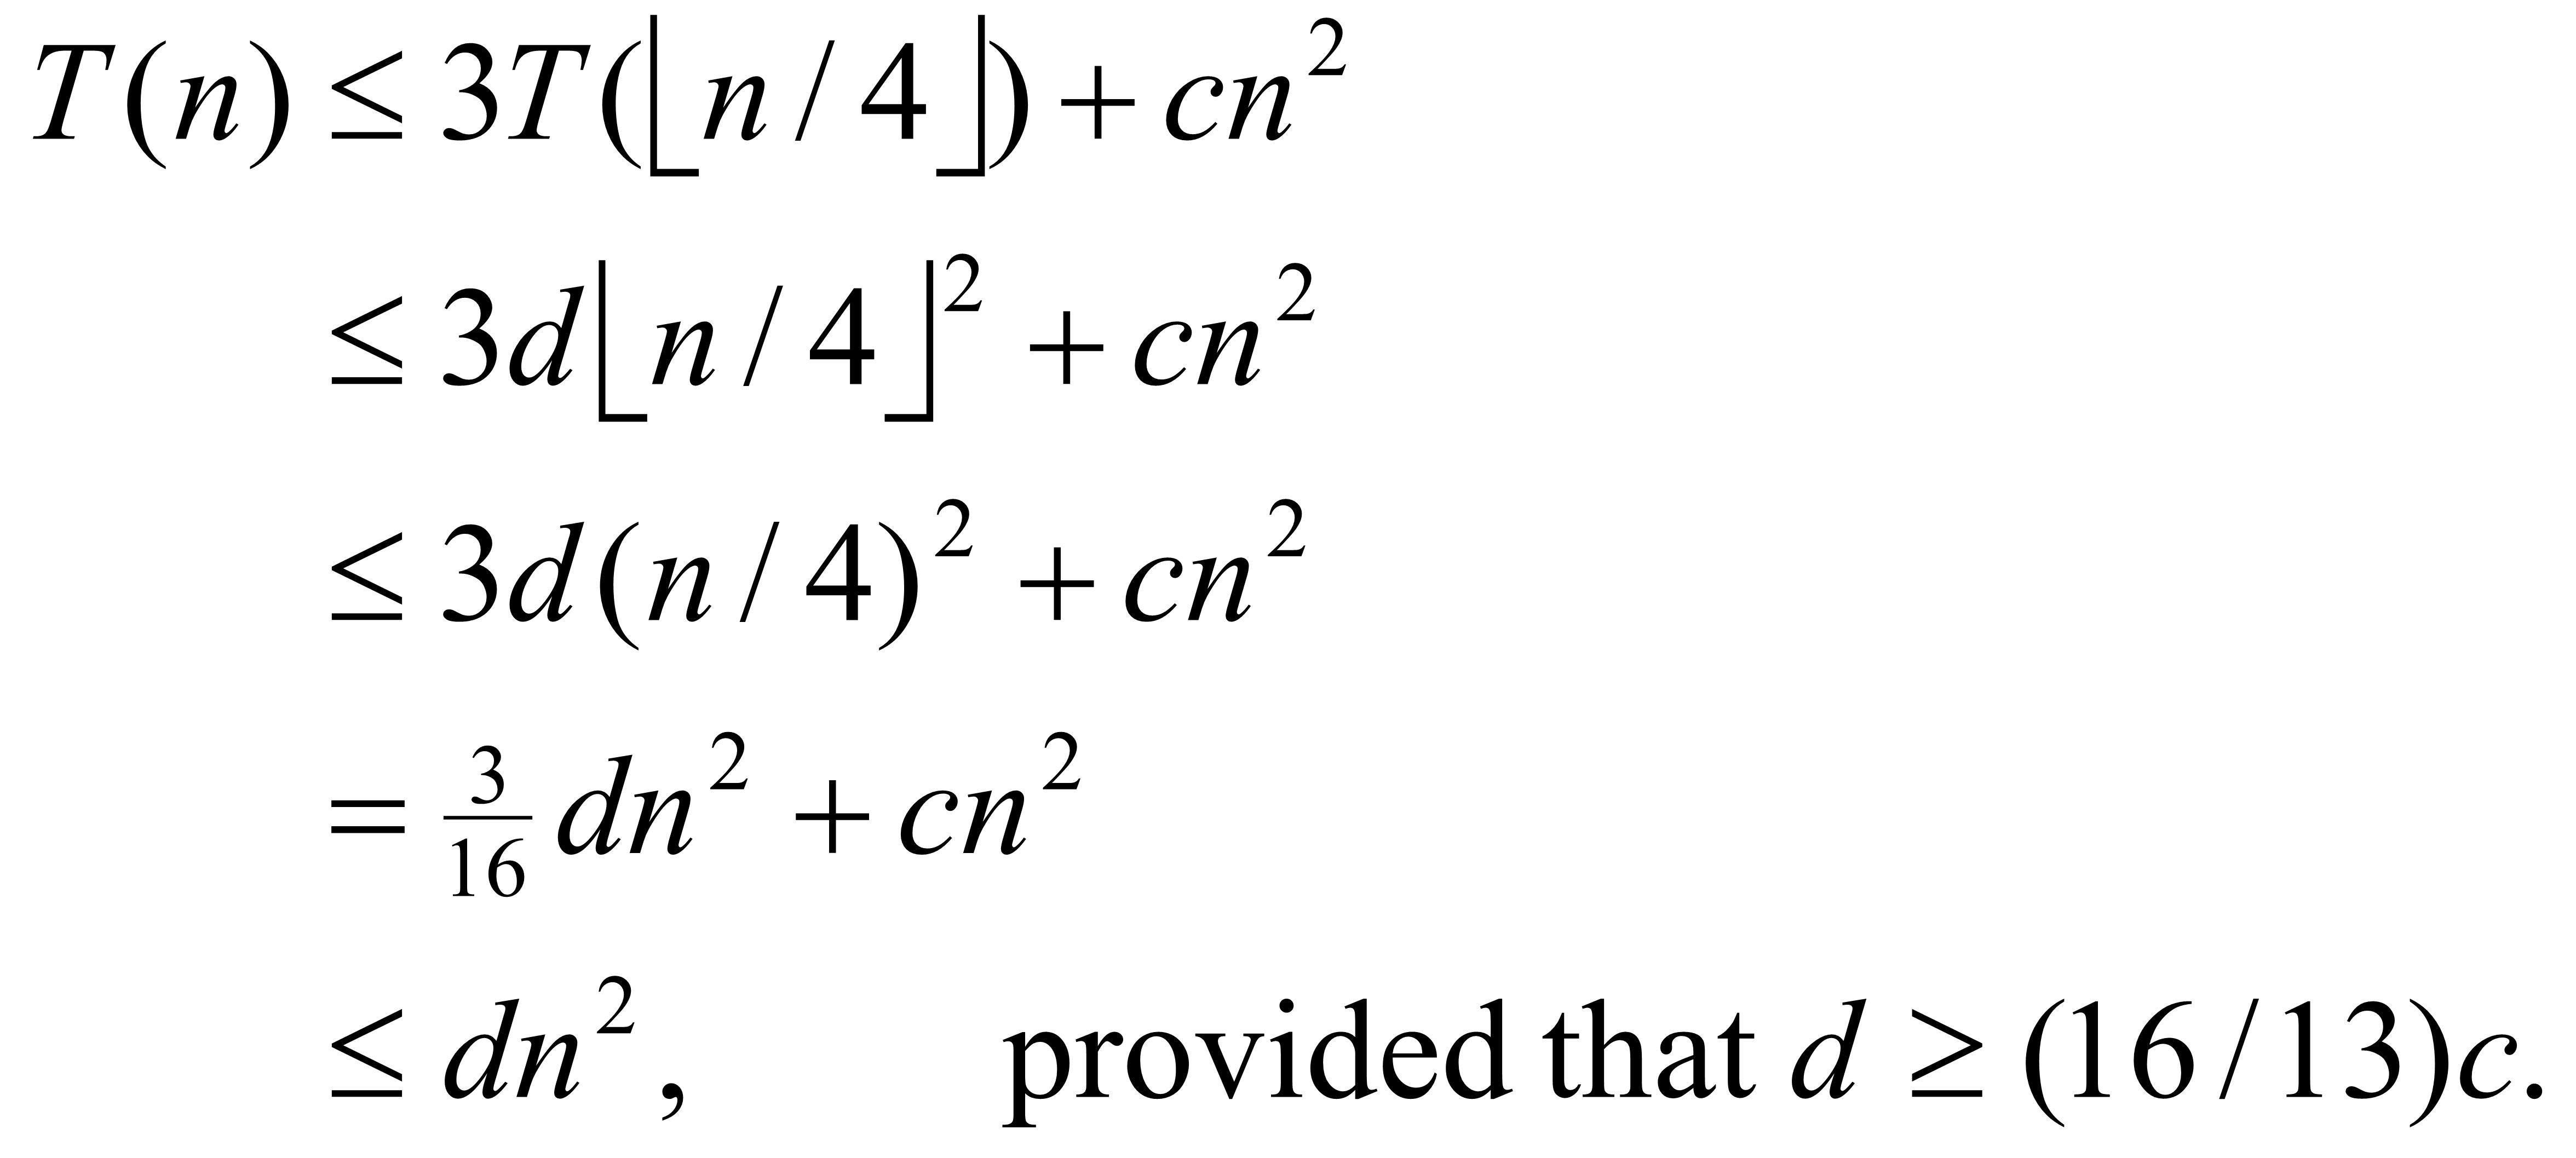 T(n) ≤ 3T(⌊n/4⌋) + cn²
≤ 3d⌊n/4⌋² + cn²
≤ 3d(n/4)² + cn²
= 3/16 dn² + cn²
≤ dn², provided that d ≥ (16/13)c.